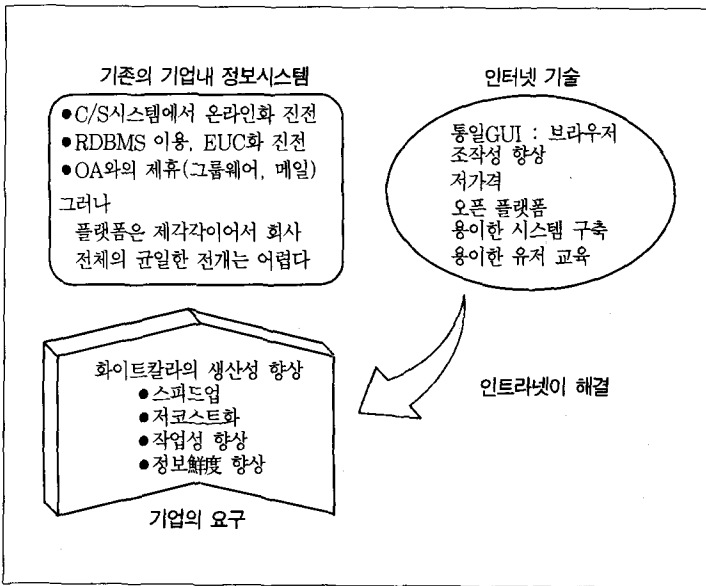 기존의 기업내 정보시스템
●C/S시스템에서 온라인화 진전
●RDBMS 이용, EUC화 진전
●OA와의 제휴(그룹웨어, 메일)
그러나
플랫폼은 제각각이어서 회사
전체의 균일한 전개는 어렵다
인터넷 기술
통일GUI : 브라우저
조작성 향상
저가격
오픈 플랫폼
용이한 시스템 구축
용이한 유저 교육
화이트칼라의 생산성 향상
●스피드업
●저코스트화
●작업성 향상
●정보鮮度 향상
기업의 요구
인트라넷이 해결